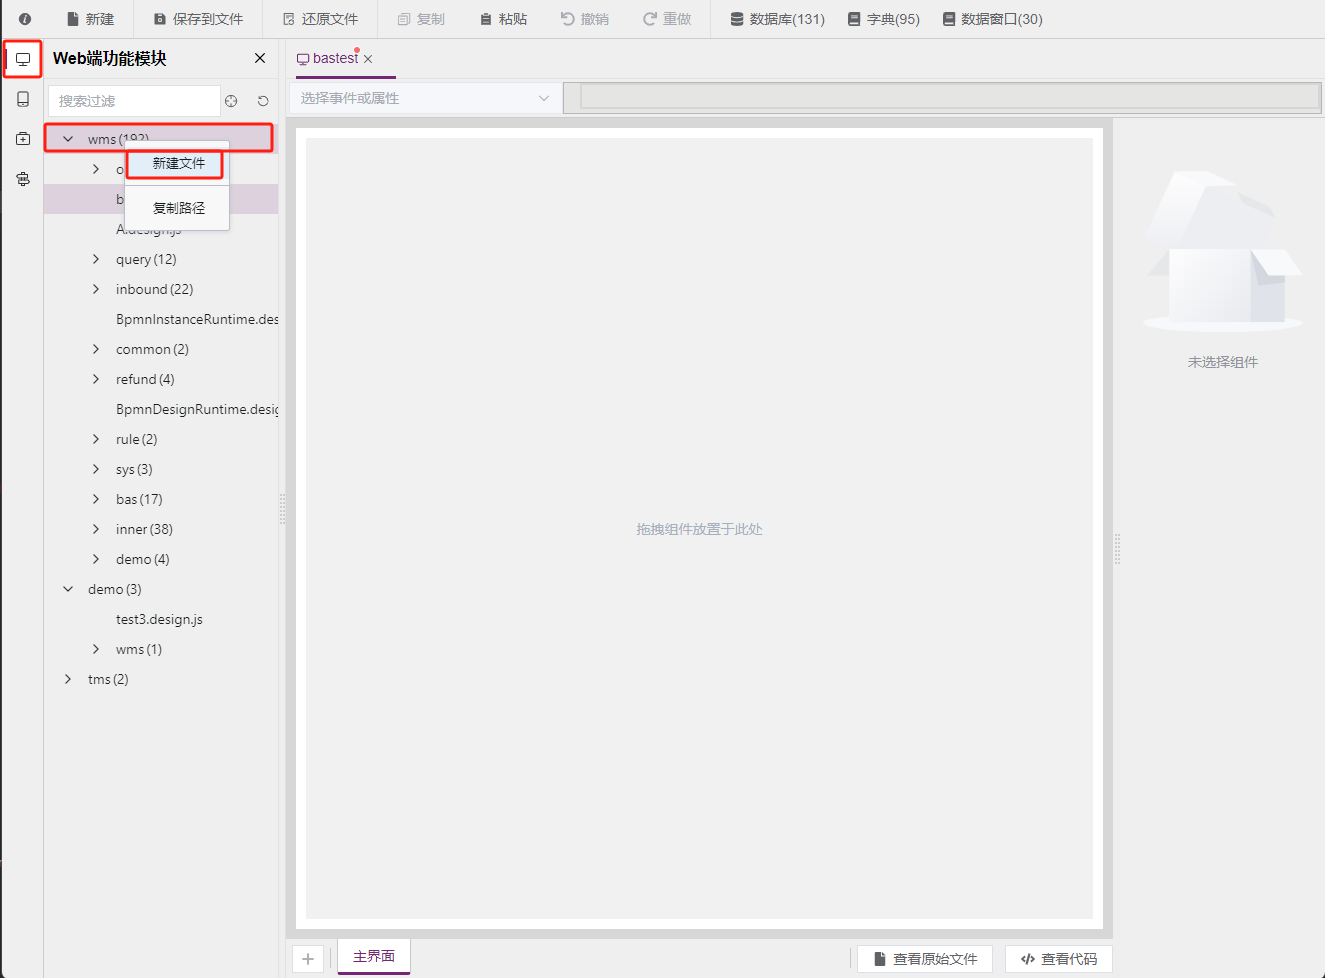 新建
保存到文件
还原文件
复制
粘贴
撤销
重做
数据库(131)
字典(95)
数据窗口(30)
Web端功能模块
bastest
搜索过滤
选择事件或属性
wms (192)
新建文件
o
b
复制路径
A.design.js
query (12)
inbound (22)
BpmnInstanceRuntime.des
common (2)
refund (4)
BpmnDesignRuntime.desig
rule (2)
sys (3)
bas (17)
inner (38)
demo (4)
demo (3)
test3.design.js
wms (1)
tms (2)
拖拽组件放置于此处
未选择组件
主界面
查看原始文件
查看代码